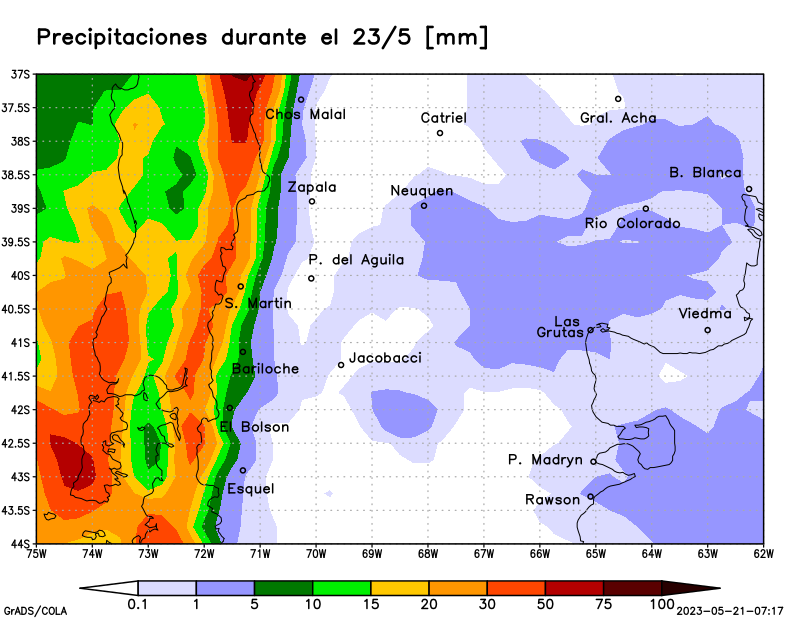 Precipitaciones durante el 23/5 [mm]
37S
37.5S
38S
38.5S
39S
39.5S
40S
40.5S
41S
41.5S
42S
42.5S
43S
43.5S
44S
Chos Malal
Catriel
Gral. Acha
B. Blanca
Zapala
Neuquen
Rio Colorado
P. del Aguila
S. Martin
Viedma
Las
Grutas
Bariloche
Jacobacci
El Bolson
P. Madryn
Esquel
Rawson
75W 74W 73W 72W 71W 70W 69W 68W 67W 66W 65W 64W 63W 62W
0.1 1 5 10 15 20 30 50 75 100
GrADS/COLA
2023-05-21-07:17